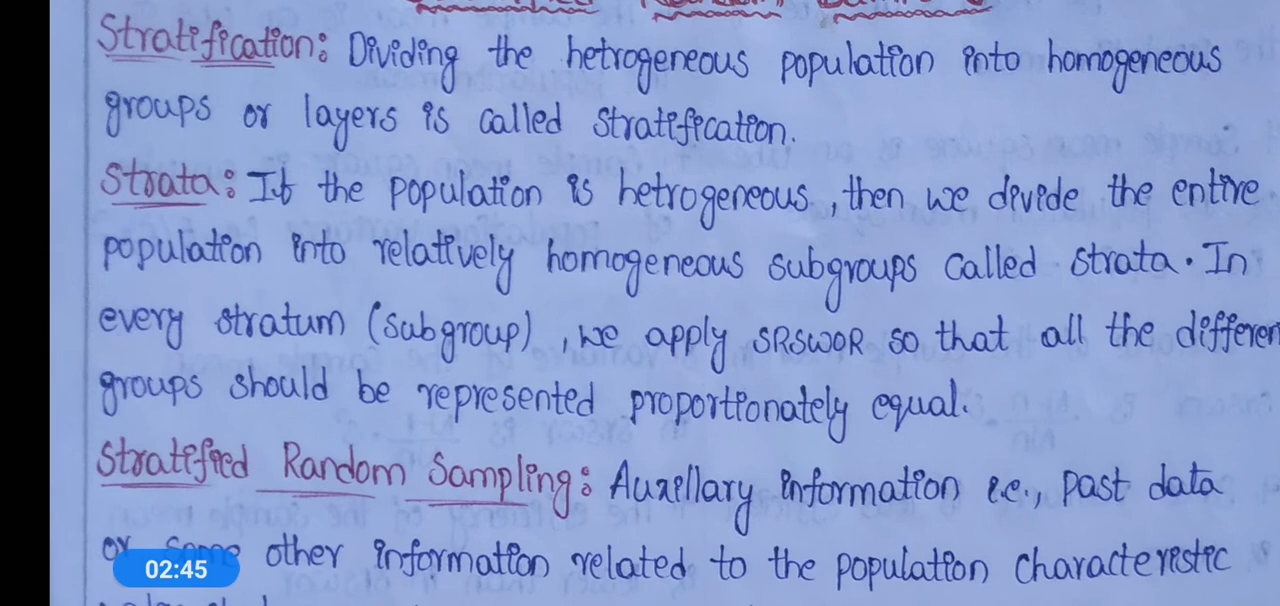 Stratification: Dividing the hetrogeneous population into homogeneous
groups or layers is called stratification.
Strata: If the population is hetrogeneous, then we divide the entire
population into relatively homogeneous subgroups called strata. In
every stratum (subgroup), we apply SRSWOR so that all the differen
groups should be represented proportionately equal.
Stratified Random Sampling: Auxillary information i.e., past data
or some other information related to the population characteristic
02:45